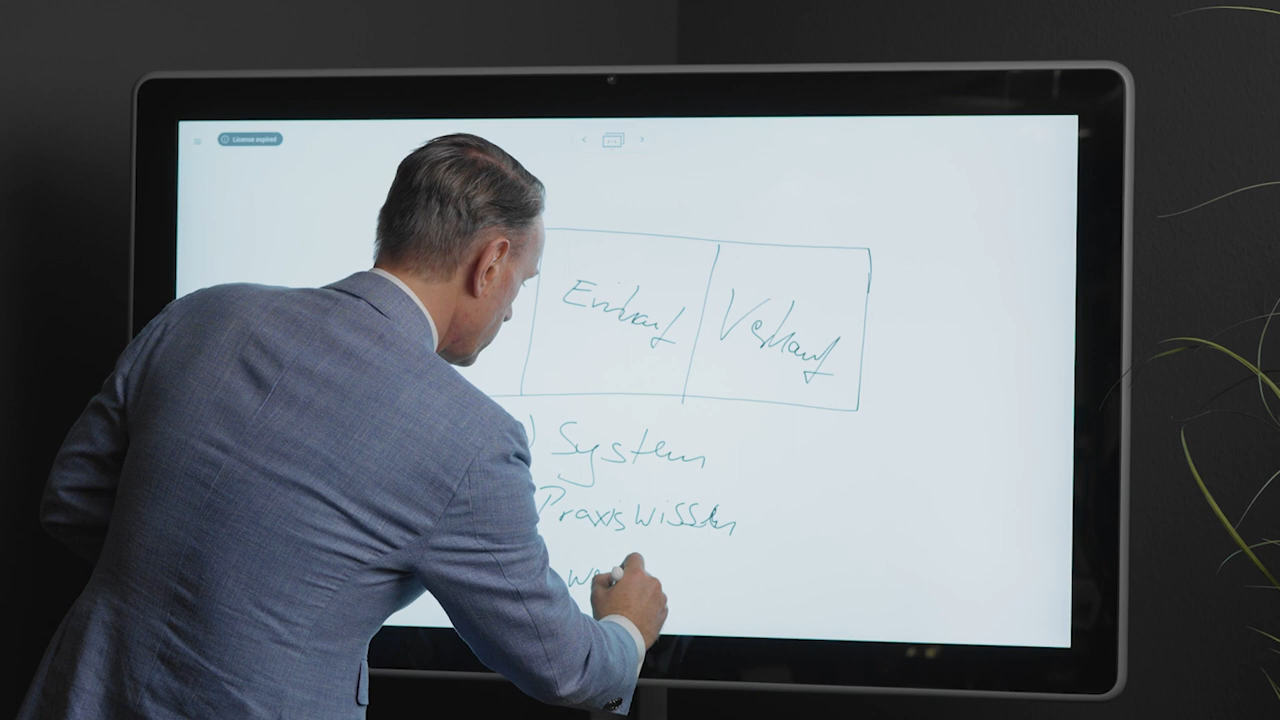 License expired
Einkauf Verkauf
) System
Praxiswissen